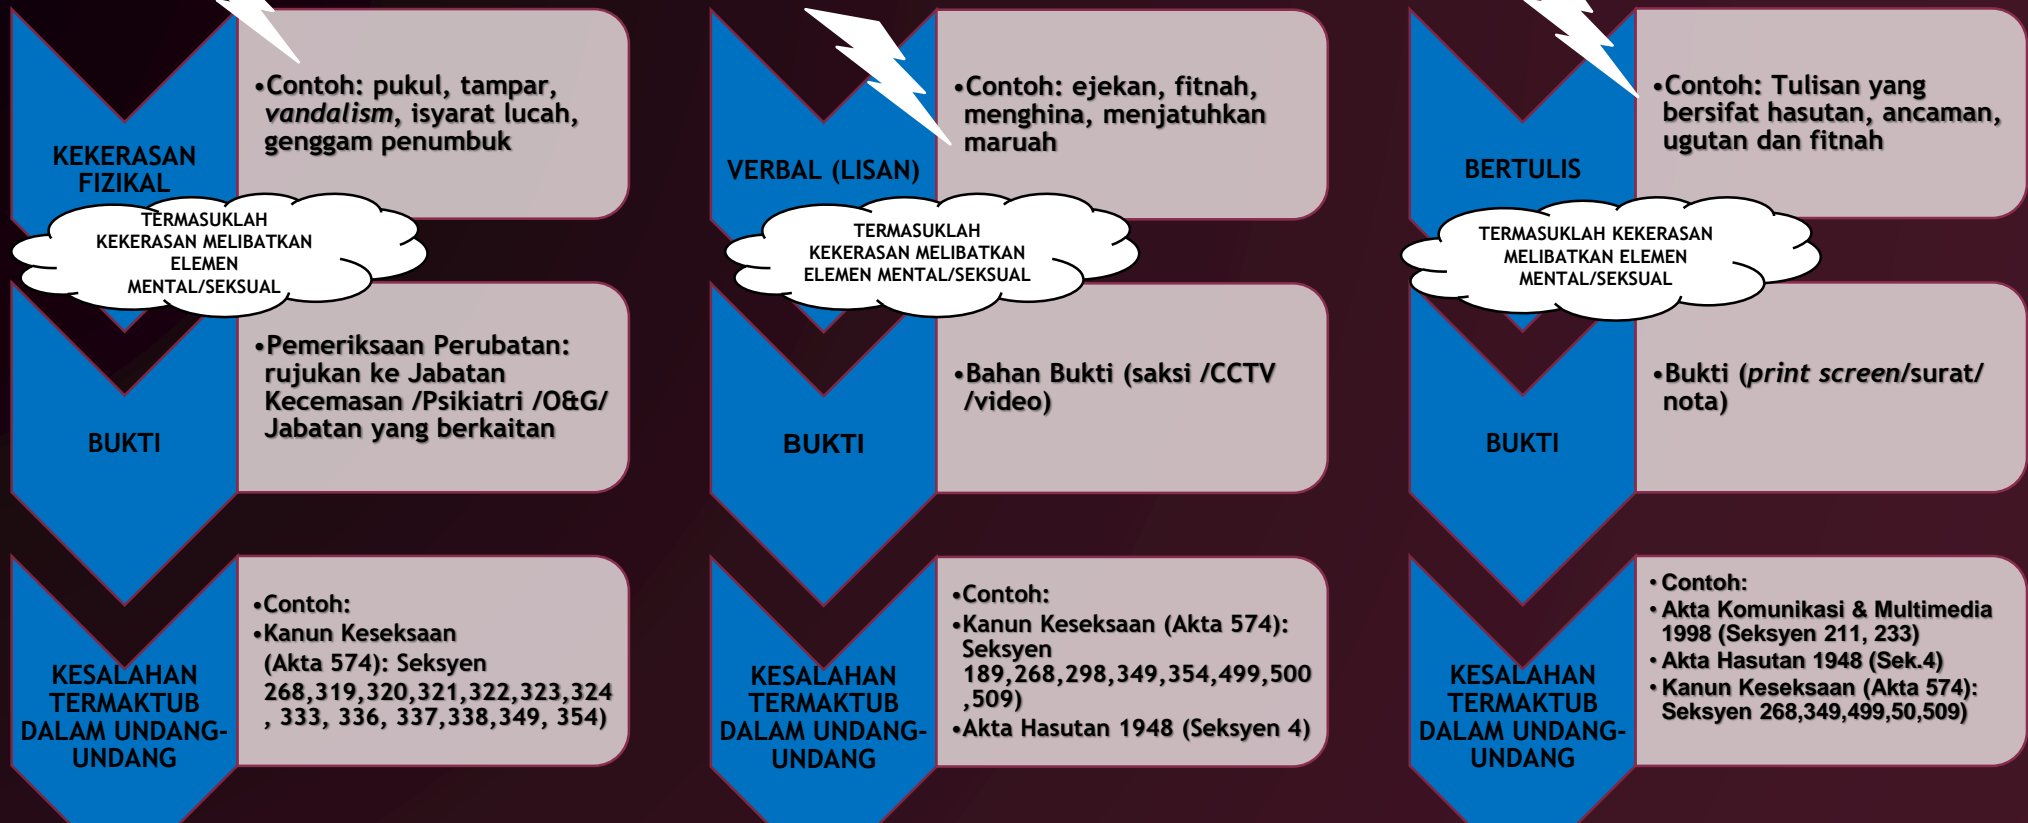 KEKERASAN
FIZIKAL
•Contoh: pukul, tampar,
vandalism, isyarat lucah,
genggam penumbuk
TERMASUKLAH
KEKERASAN MELIBATKAN
ELEMEN
MENTAL/SEKSUAL
BUKTI
•Pemeriksaan Perubatan:
rujukan ke Jabatan
Kecemasan /Psikiatri /O&G/
Jabatan yang berkaitan
KESALAHAN
TERMAKTUB
DALAM UNDANG-
UNDANG
•Contoh:
•Kanun Keseksaan
(Akta 574): Seksyen
268,319,320,321,322,323,324
, 333, 336, 337,338,349, 354)
VERBAL (LISAN)
•Contoh: ejekan, fitnah,
menghina, menjatuhkan
maruah
TERMASUKLAH
KEKERASAN MELIBATKAN
ELEMEN MENTAL/SEKSUAL
BUKTI
•Bahan Bukti (saksi /CCTV
/video)
KESALAHAN
TERMAKTUB
DALAM UNDANG-
UNDANG
•Contoh:
•Kanun Keseksaan (Akta 574):
Seksyen
189,268,298,349,354,499,500
,509)
•Akta Hasutan 1948 (Seksyen 4)
BERTULIS
•Contoh: Tulisan yang
bersifat hasutan, ancaman,
ugutan dan fitnah
TERMASUKLAH KEKERASAN
MELIBATKAN ELEMEN
MENTAL/SEKSUAL
BUKTI
•Bukti (print screen/surat/
nota)
KESALAHAN
TERMAKTUB
DALAM UNDANG-
UNDANG
• Contoh:
• Akta Komunikasi & Multimedia
1998 (Seksyen 211, 233)
• Akta Hasutan 1948 (Sek.4)
• Kanun Keseksaan (Akta 574):
Seksyen 268,349,499,50,509)